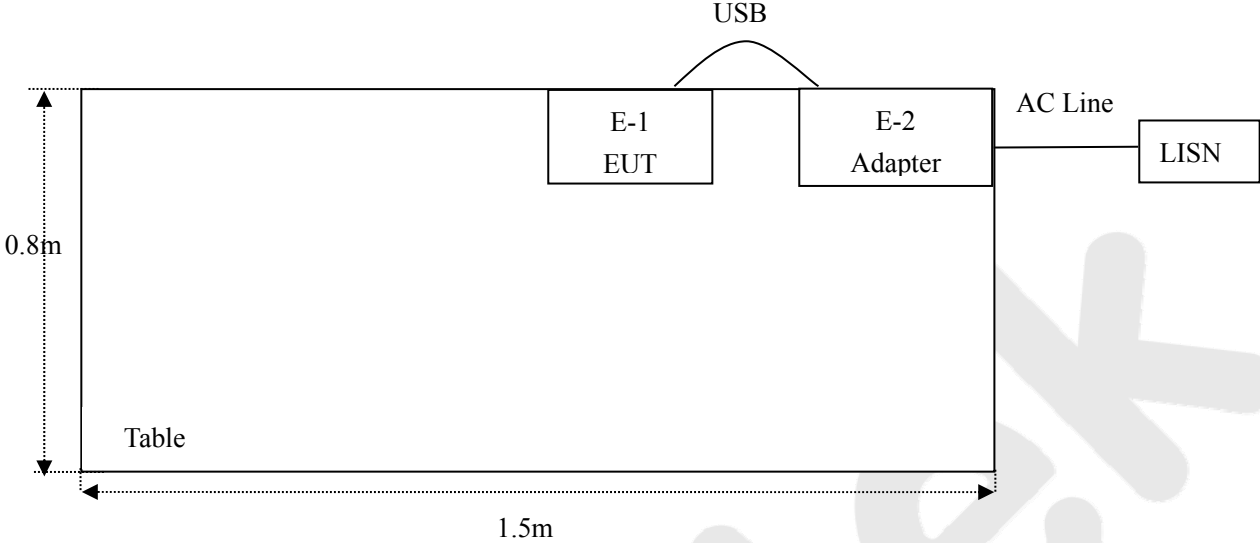 USB
AC Line
E-1
EUT
E-2
Adapter
LISN
0.8m
Table
1.5m